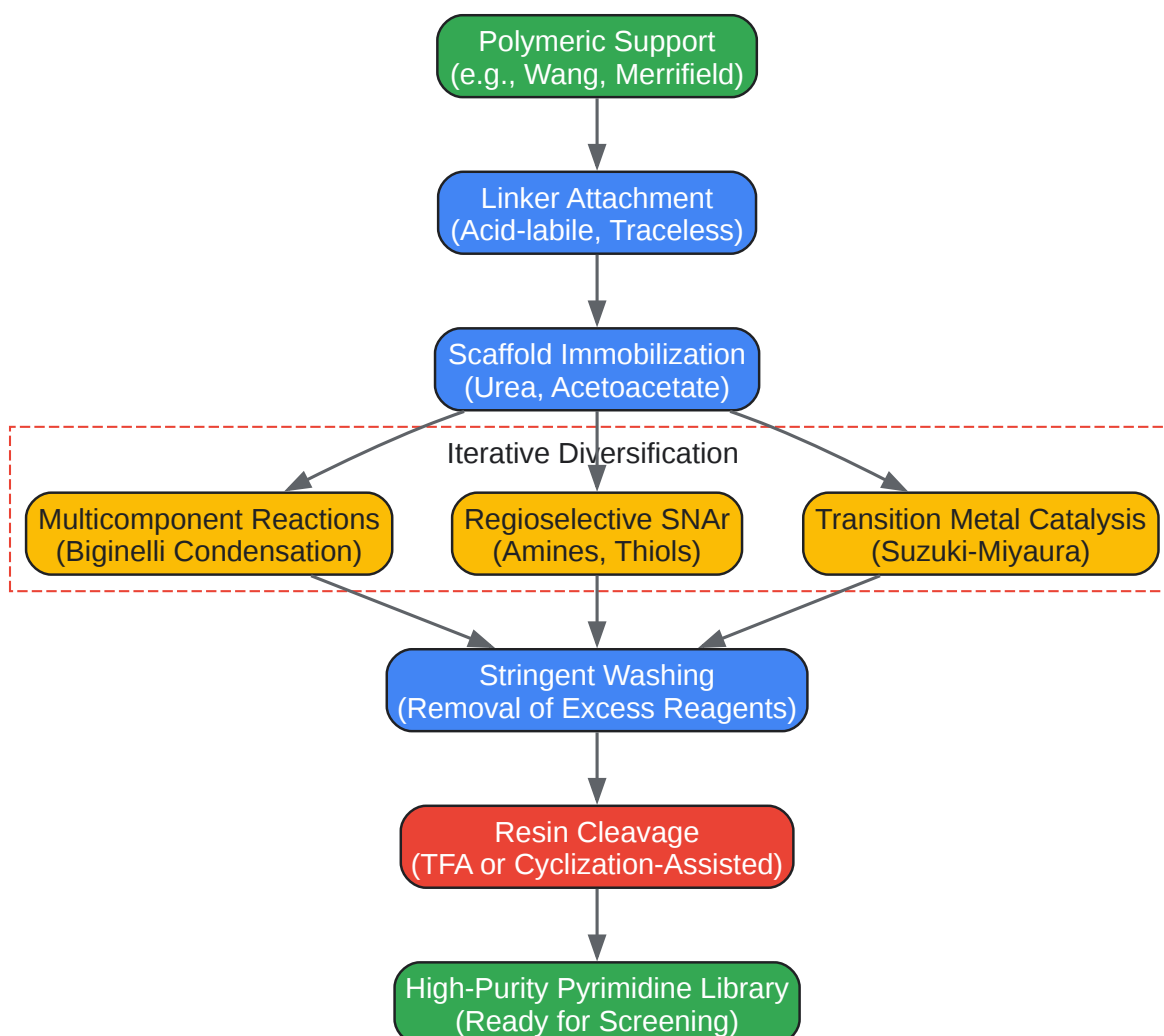 Polymeric Support
(e.g., Wang, Merrifield)
Linker Attachment
(Acid-labile, Traceless)
Scaffold Immobilization
(Urea, Acetoacetate)
Iterative Diversification
Multicomponent Reactions
(Biginelli Condensation)
Regioselective SNAr
(Amines, Thiols)
Transition Metal Catalysis
(Suzuki-Miyaura)
Stringent Washing
(Removal of Excess Reagents)
Resin Cleavage
(TFA or Cyclization-Assisted)
High-Purity Pyrimidine Library
(Ready for Screening)